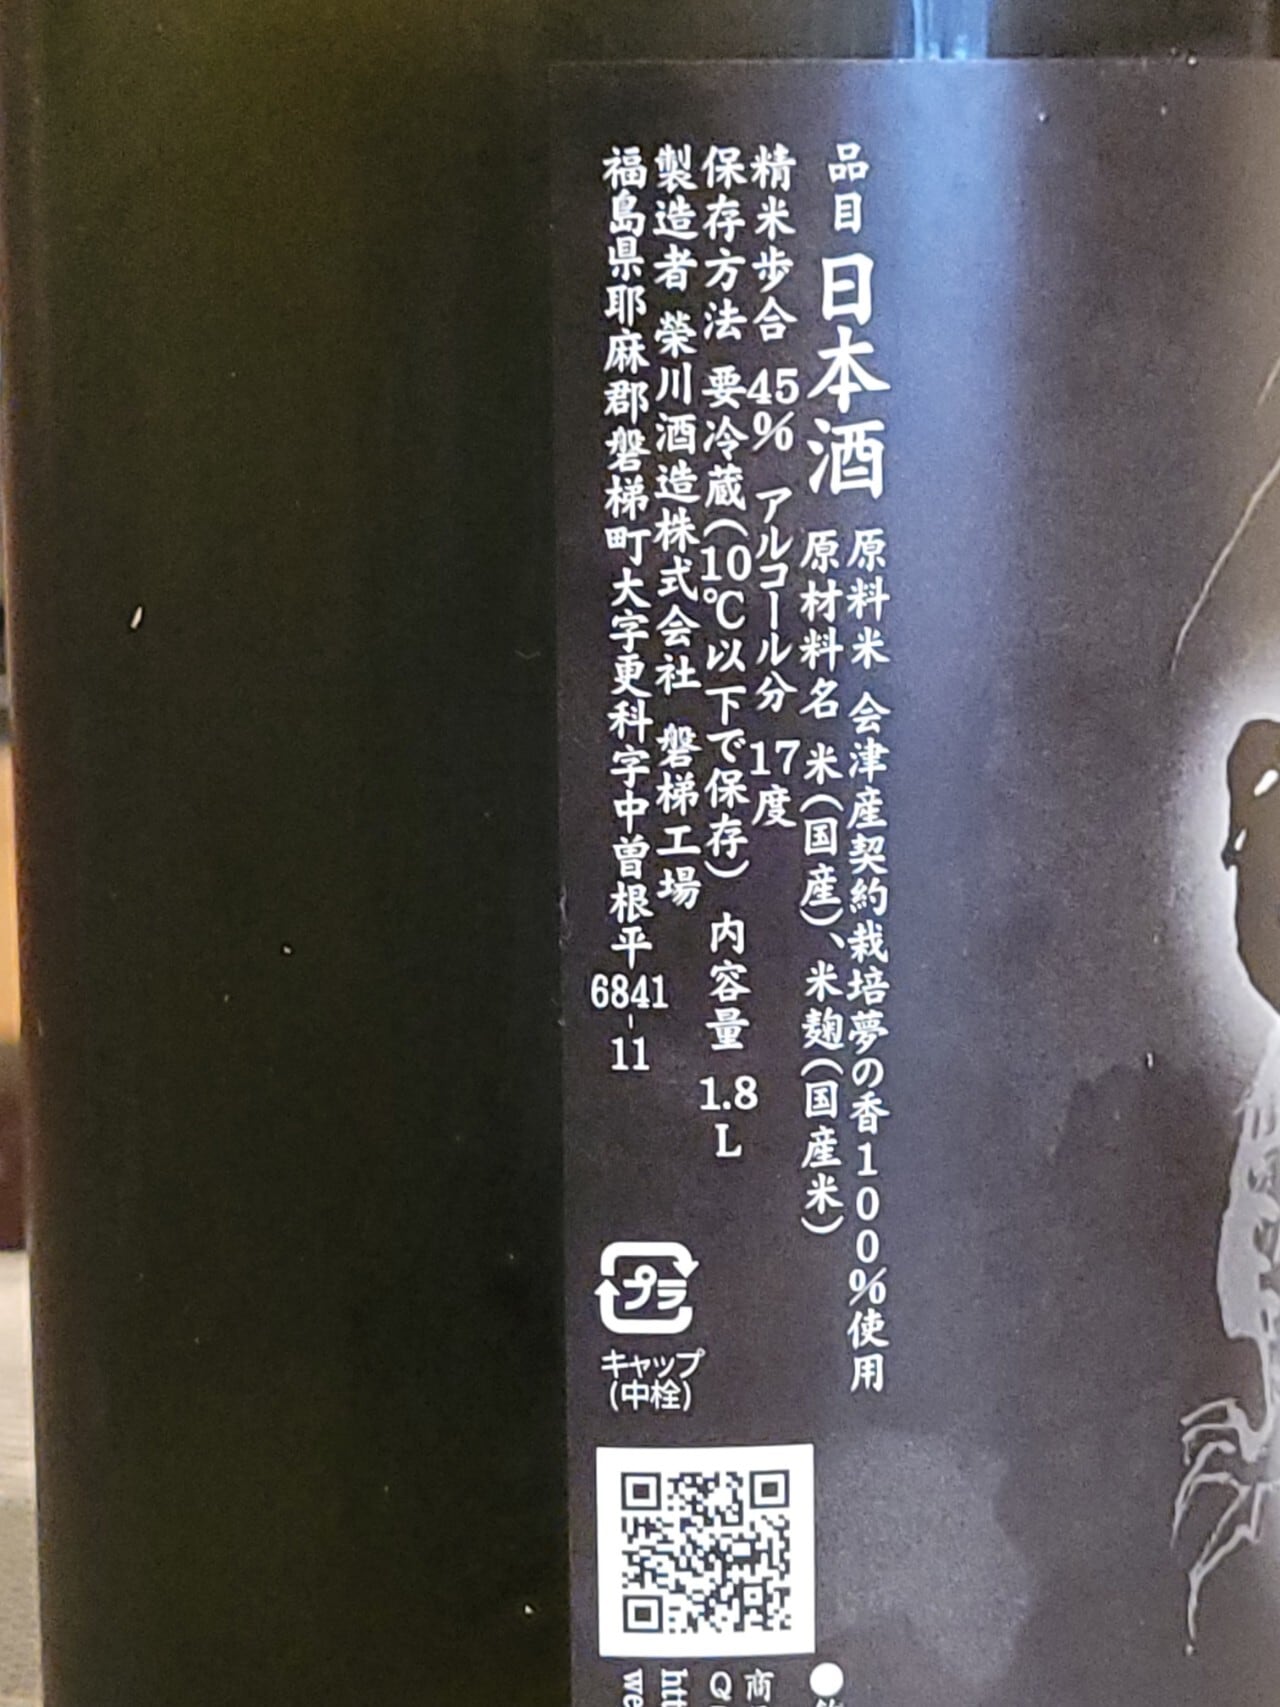 品目 日本酒
原料米 会津産契約栽培夢の香100%使用
原材料名 米(国産)、米麹(国産米)
精米歩合 45% アルコール分 17度
保存方法 要冷蔵(10℃以下で保存) 内容量 1.8L
製造者 榮川酒造株式会社 磐梯工場
福島県耶麻郡磐梯町大字更科字中曽根平6841-11
プラ
キャップ
(中栓)
商
Q
htt
we